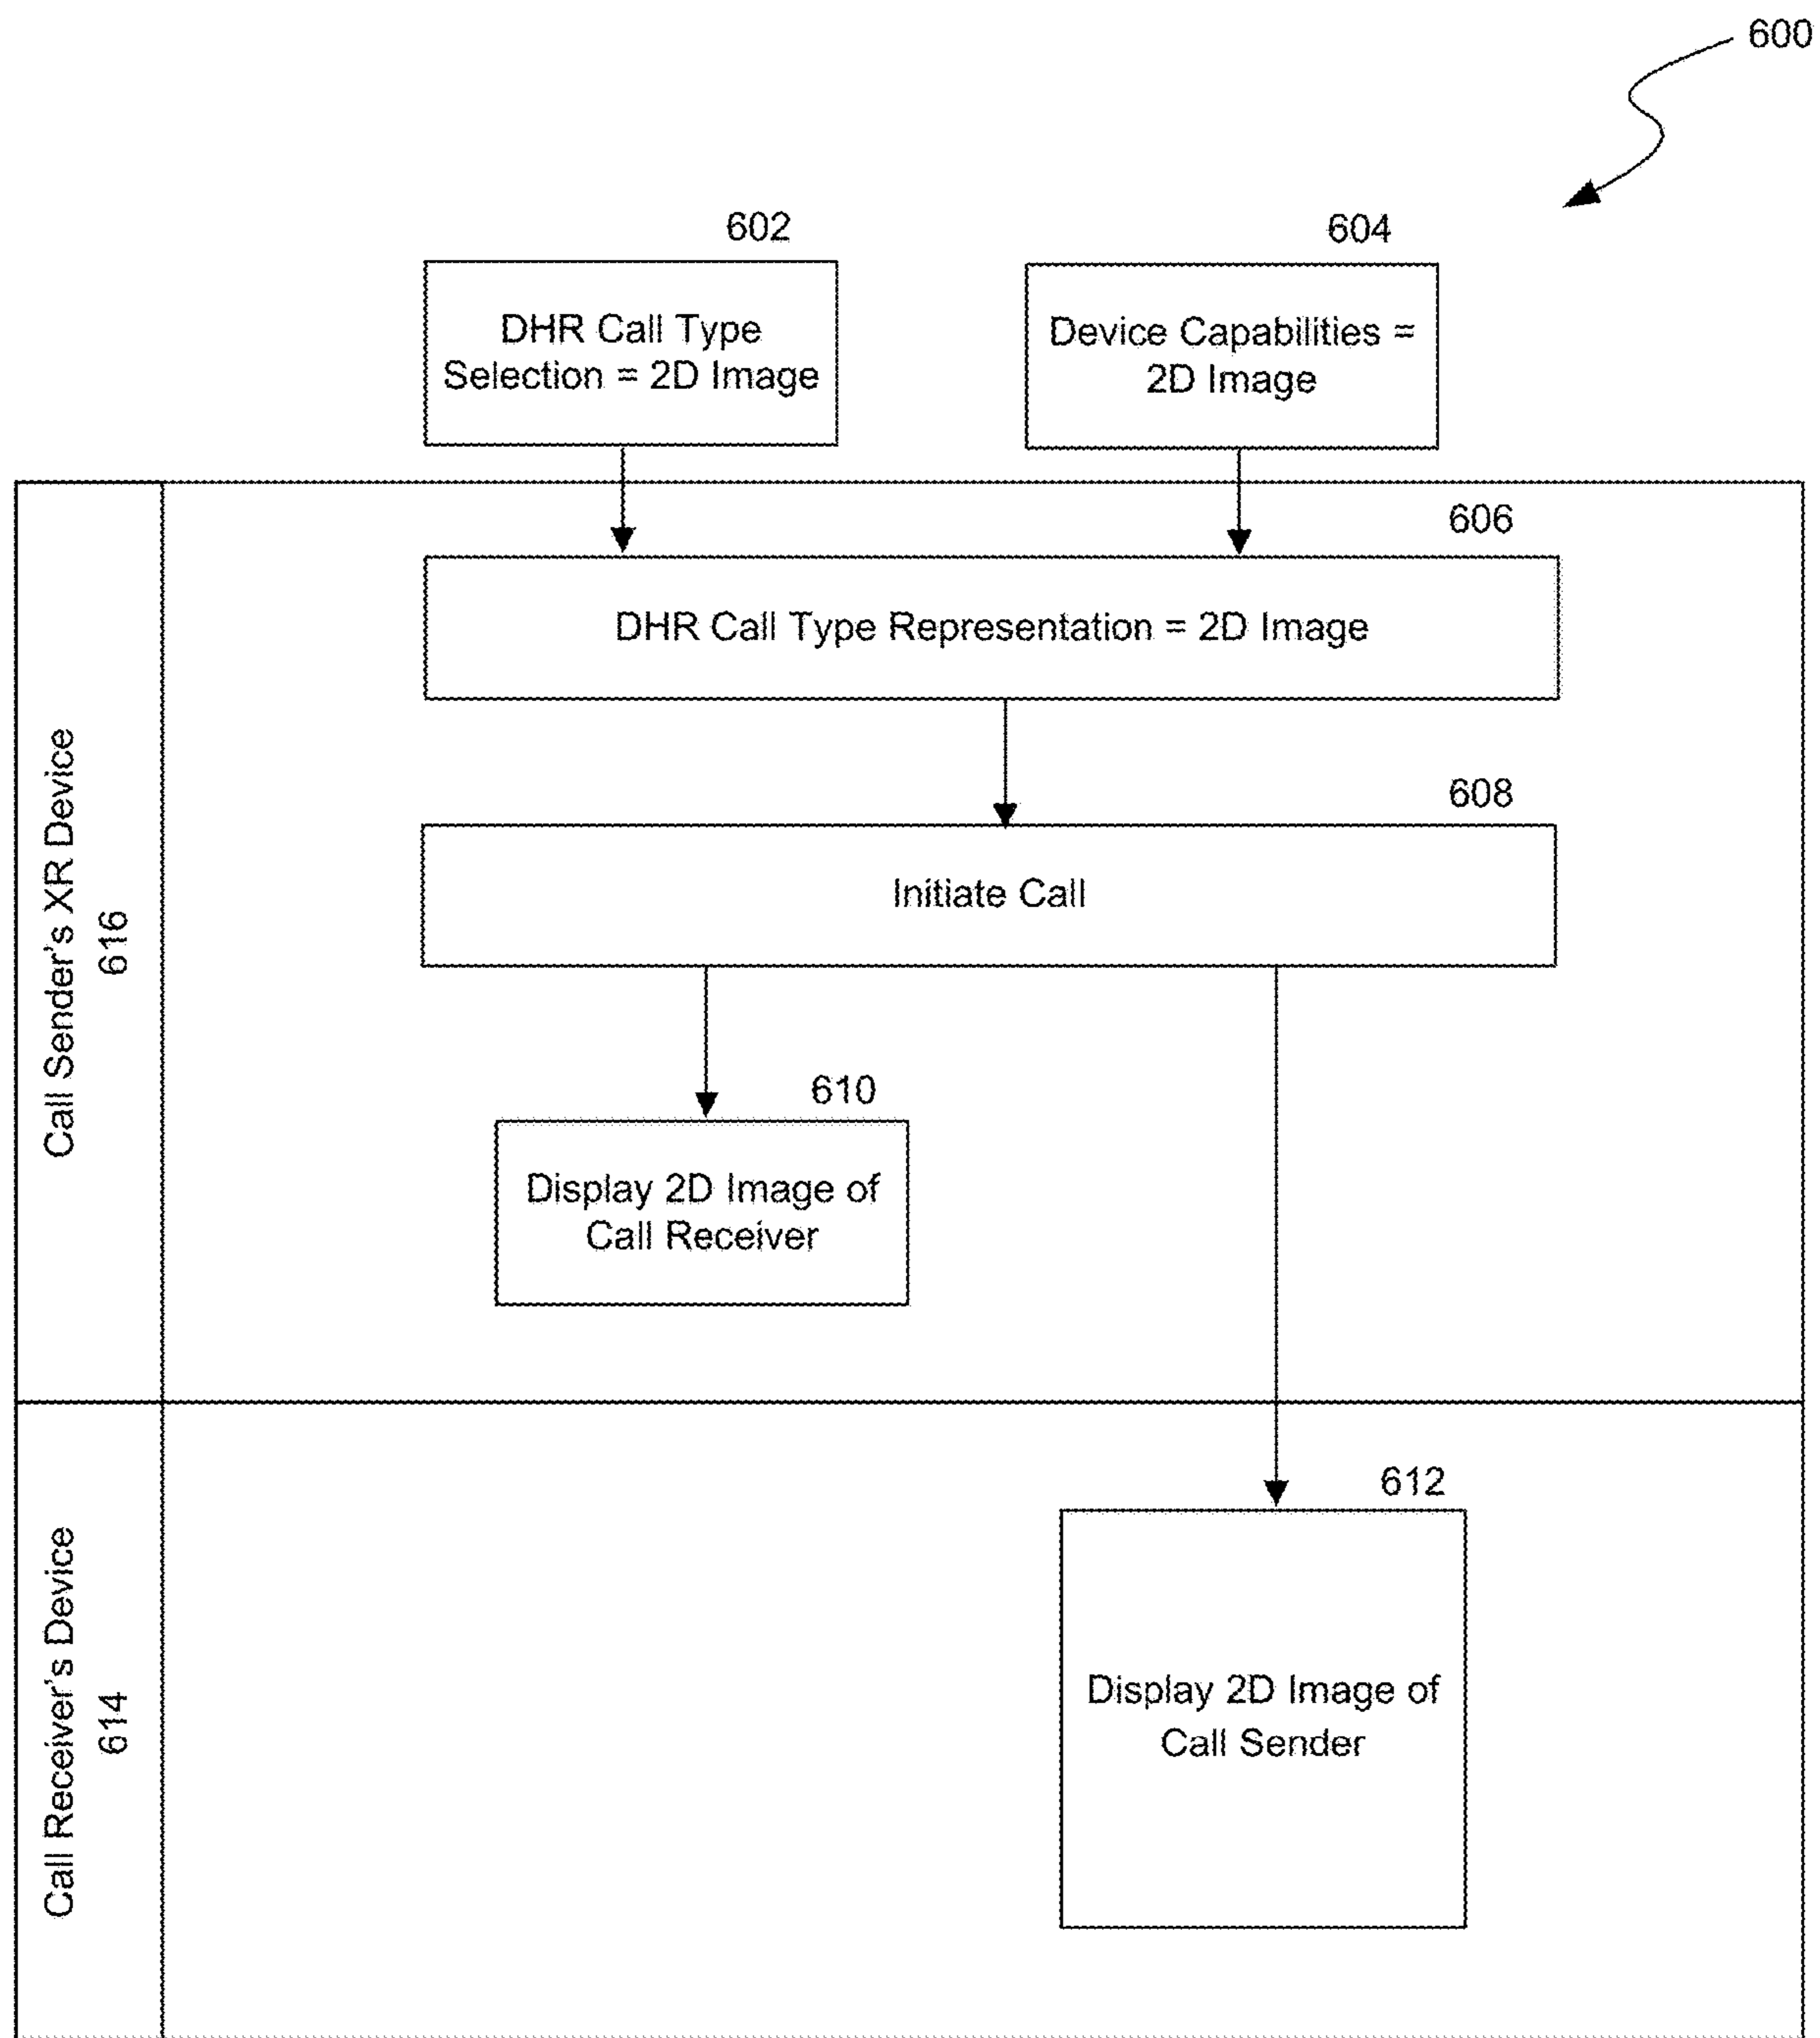 600
602
DHR Call Type
Selection = 2D Image
604
Device Capabilities =
2D Image
606
DHR Call Type Representation = 2D Image
608
Initiate Call
610
Display 2D Image of
Call Receiver
Call Sender's XR Device
616
612
Display 2D Image of
Call Sender
Call Receiver's Device
614